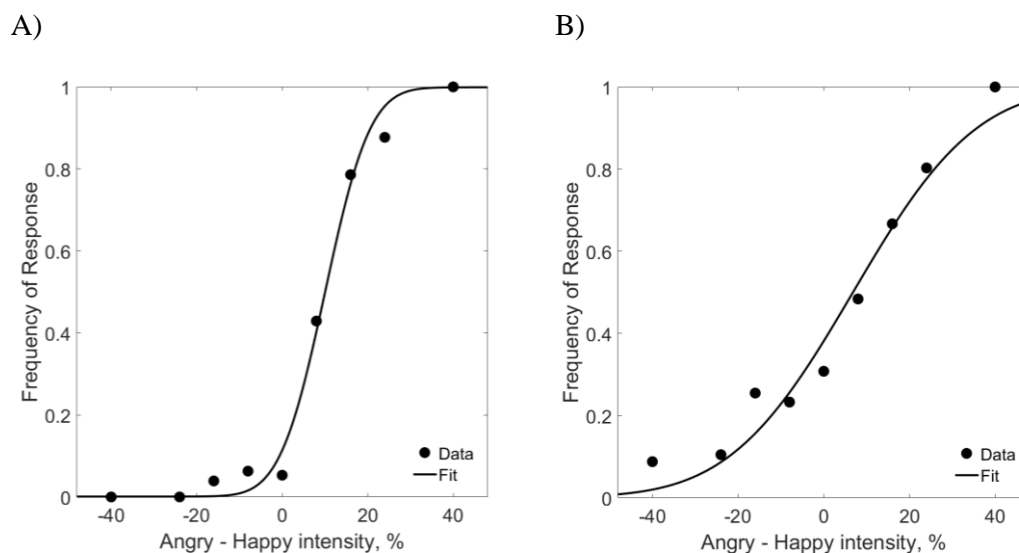 A)
1
0.8
0.6
0.4
0.2
0
-40
-20
0
20
40
Frequency of Response
Angry - Happy intensity, %
Data
Fit
B)
1
0.8
0.6
0.4
0.2
0
-40
-20
0
20
40
Frequency of Response
Angry - Happy intensity, %
Data
Fit